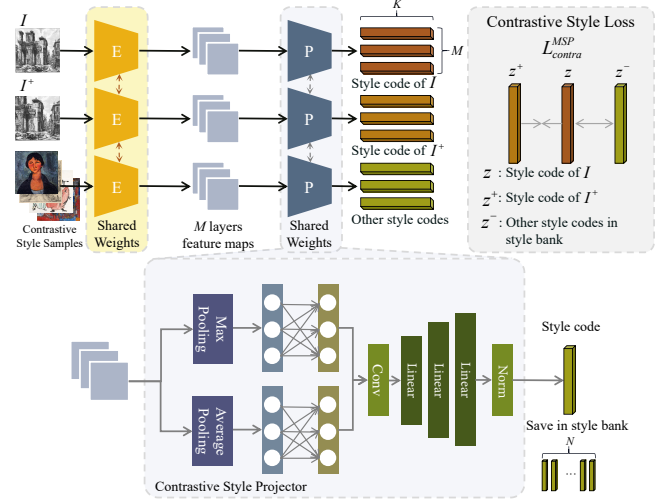 I
I⁺
Contrastive
Style Samples
E
E
E
Shared
Weights
M layers
feature maps
P
P
P
Shared
Weights
K
M
Style code of I
Style code of I⁺
Other style codes
Contrastive Style Loss
L^{MSP}_{contra}
z⁺ z z⁻
z : Style code of I
z⁺ : Style code of I⁺
z⁻ : Other style codes in
style bank
Max
Pooling
Average
Pooling
Conv
Linear
Linear
Linear
Norm
Contrastive Style Projector
Style code
Save in style bank
N
...